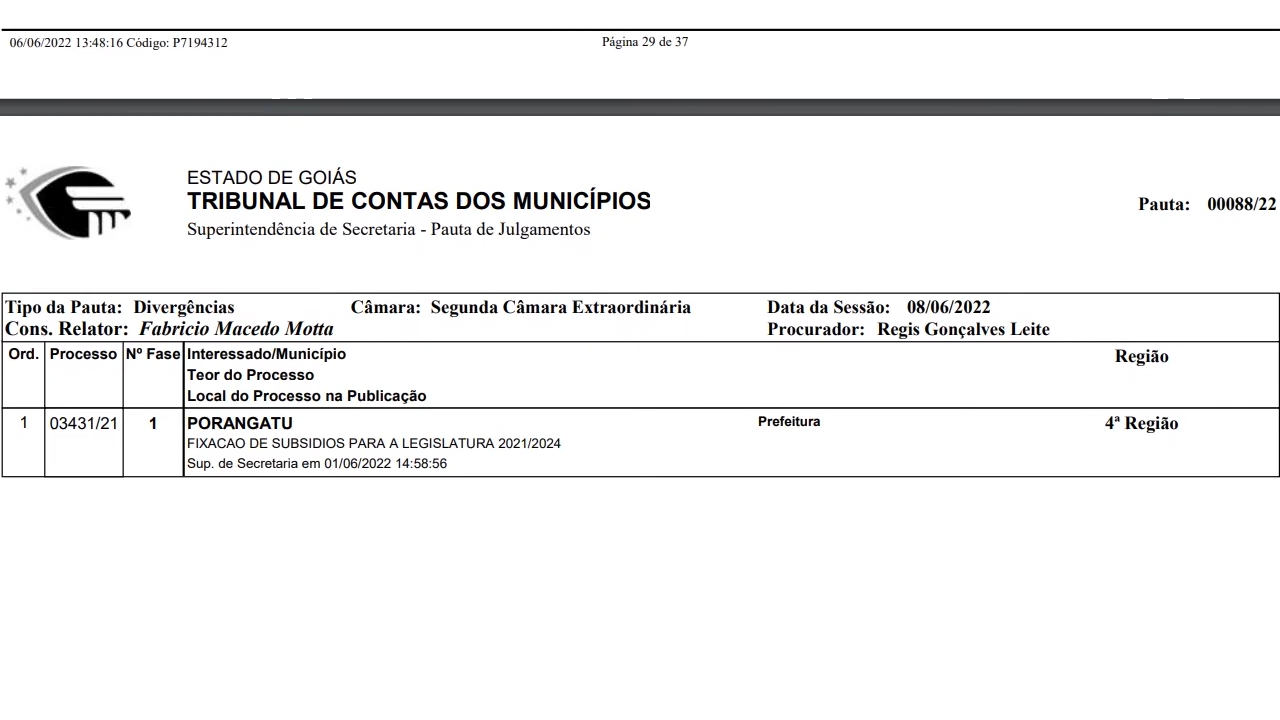 06/06/2022 13:48:16 Código: P7194312 Página 29 de 37
ESTADO DE GOIÁS
TRIBUNAL DE CONTAS DOS MUNICÍPIOS
Pauta: 00088/22
Superintendência de Secretaria - Pauta de Julgamentos
Tipo da Pauta: Divergências Câmara: Segunda Câmara Extraordinária Data da Sessão: 08/06/2022
Cons. Relator: Fabricio Macedo Motta Procurador: Regis Gonçalves Leite
Ord. Processo Nº Fase Interessado/Município Região
Teor do Processo
Local do Processo na Publicação
1 03431/21 1 PORANGATU Prefeitura 4ª Região
FIXACAO DE SUBSIDIOS PARA A LEGISLATURA 2021/2024
Sup. de Secretaria em 01/06/2022 14:58:56